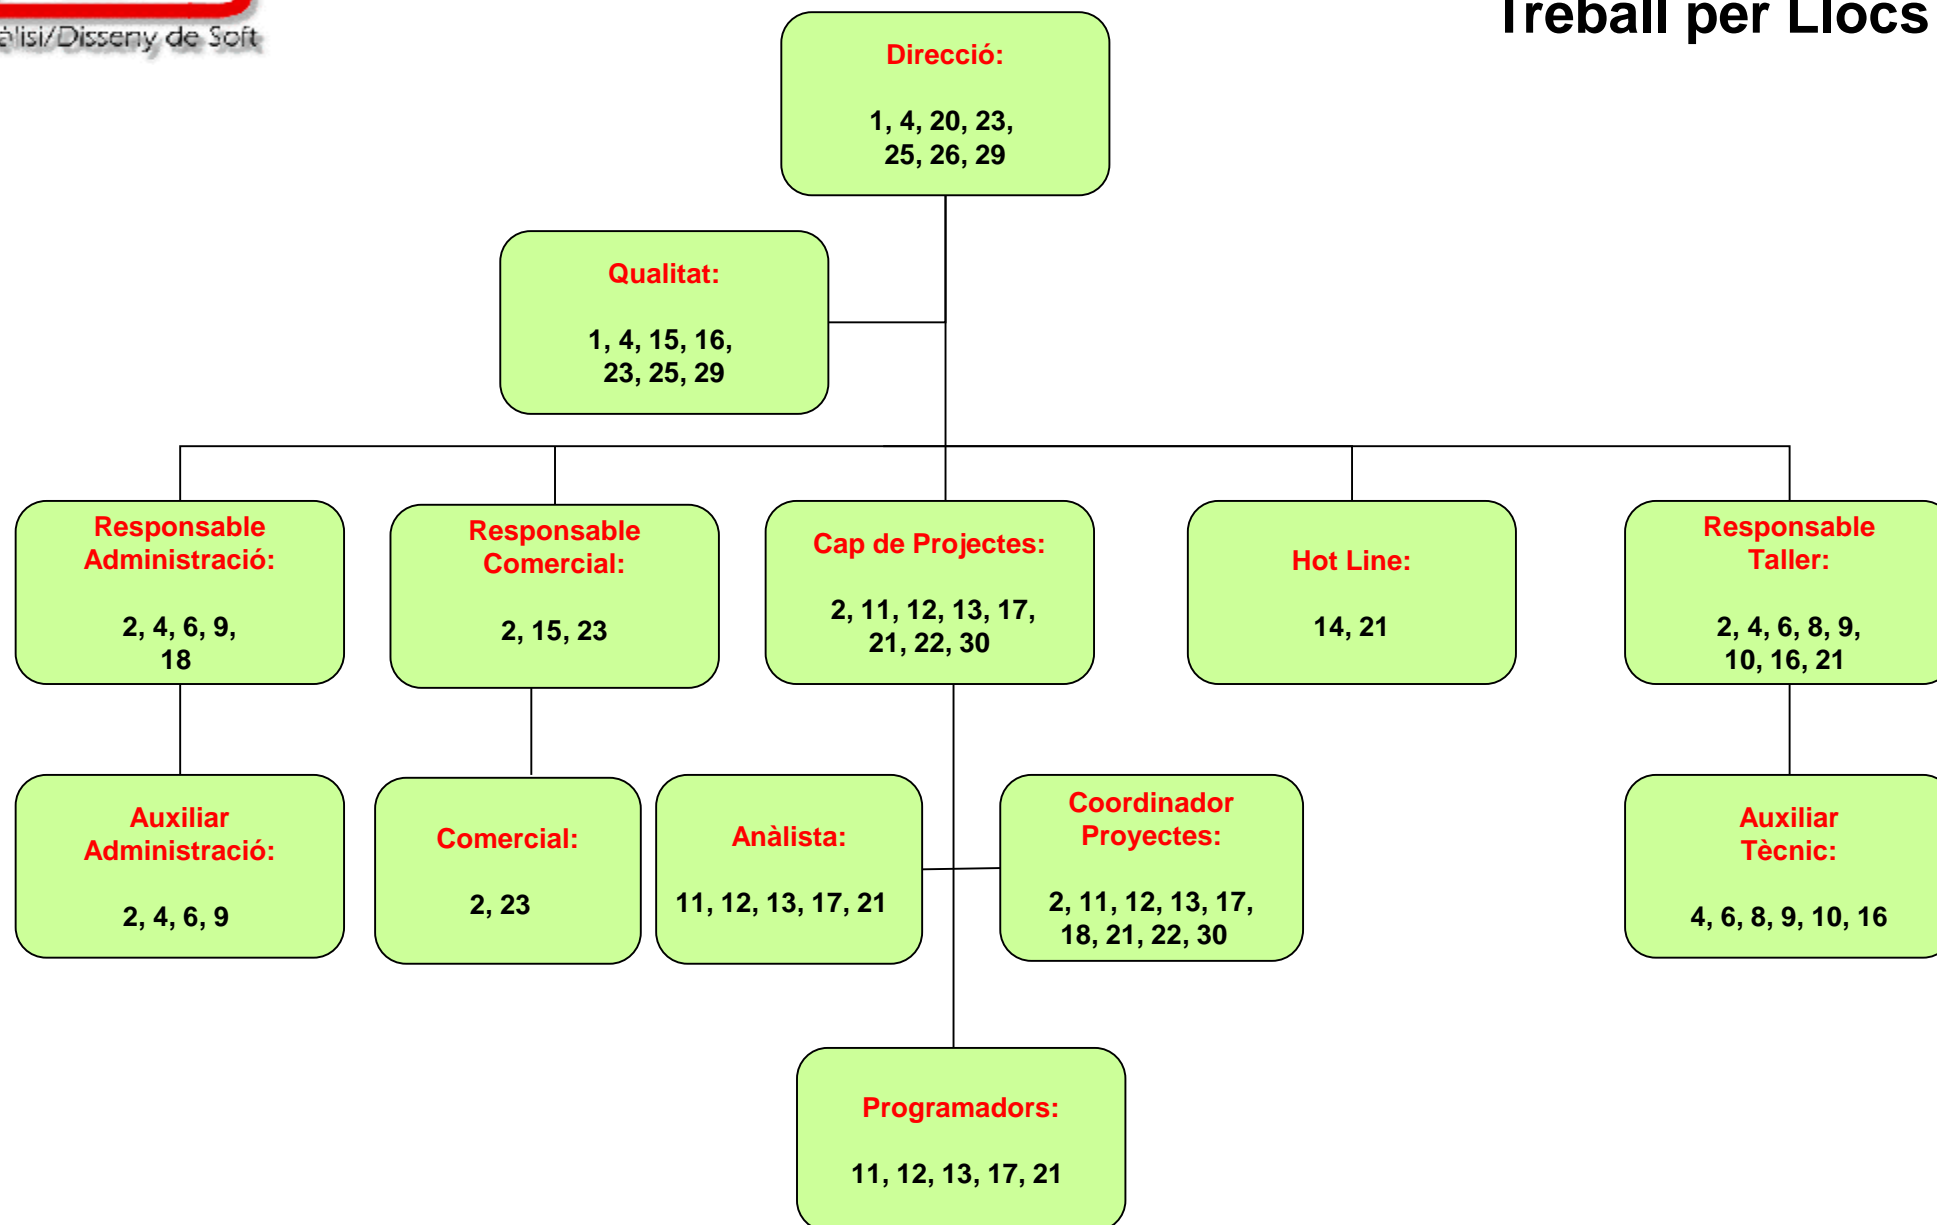 Treball per Llocs
Disseny de Soft
Direcció:
1, 4, 20, 23,
25, 26, 29
Qualitat:
1, 4, 15, 16,
23, 25, 29
Responsable
Administració:
2, 4, 6, 9,
18
Responsable
Comercial:
2, 15, 23
Cap de Projectes:
2, 11, 12, 13, 17,
21, 22, 30
Hot Line:
14, 21
Responsable
Taller:
2, 4, 6, 8, 9,
10, 16, 21
Auxiliar
Administració:
2, 4, 6, 9
Comercial:
2, 23
Anàlista:
11, 12, 13, 17, 21
Coordinador
Proyectes:
2, 11, 12, 13, 17,
18, 21, 22, 30
Auxiliar
Tècnic:
4, 6, 8, 9, 10, 16
Programadors:
11, 12, 13, 17, 21